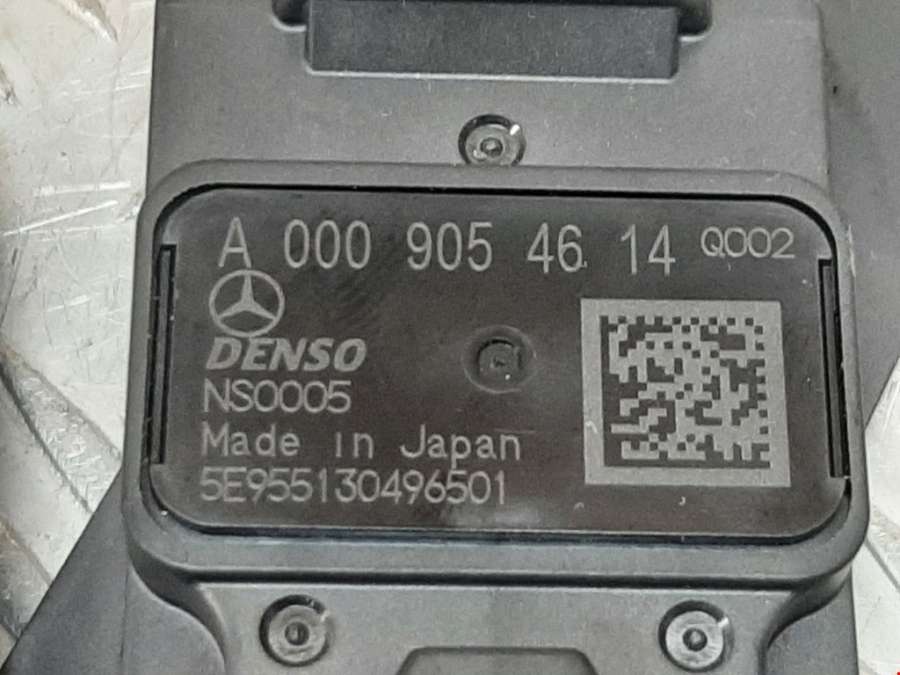 A 000 905 46 14 Q002
DENSO
NS0005
Made in Japan
5E955130496501